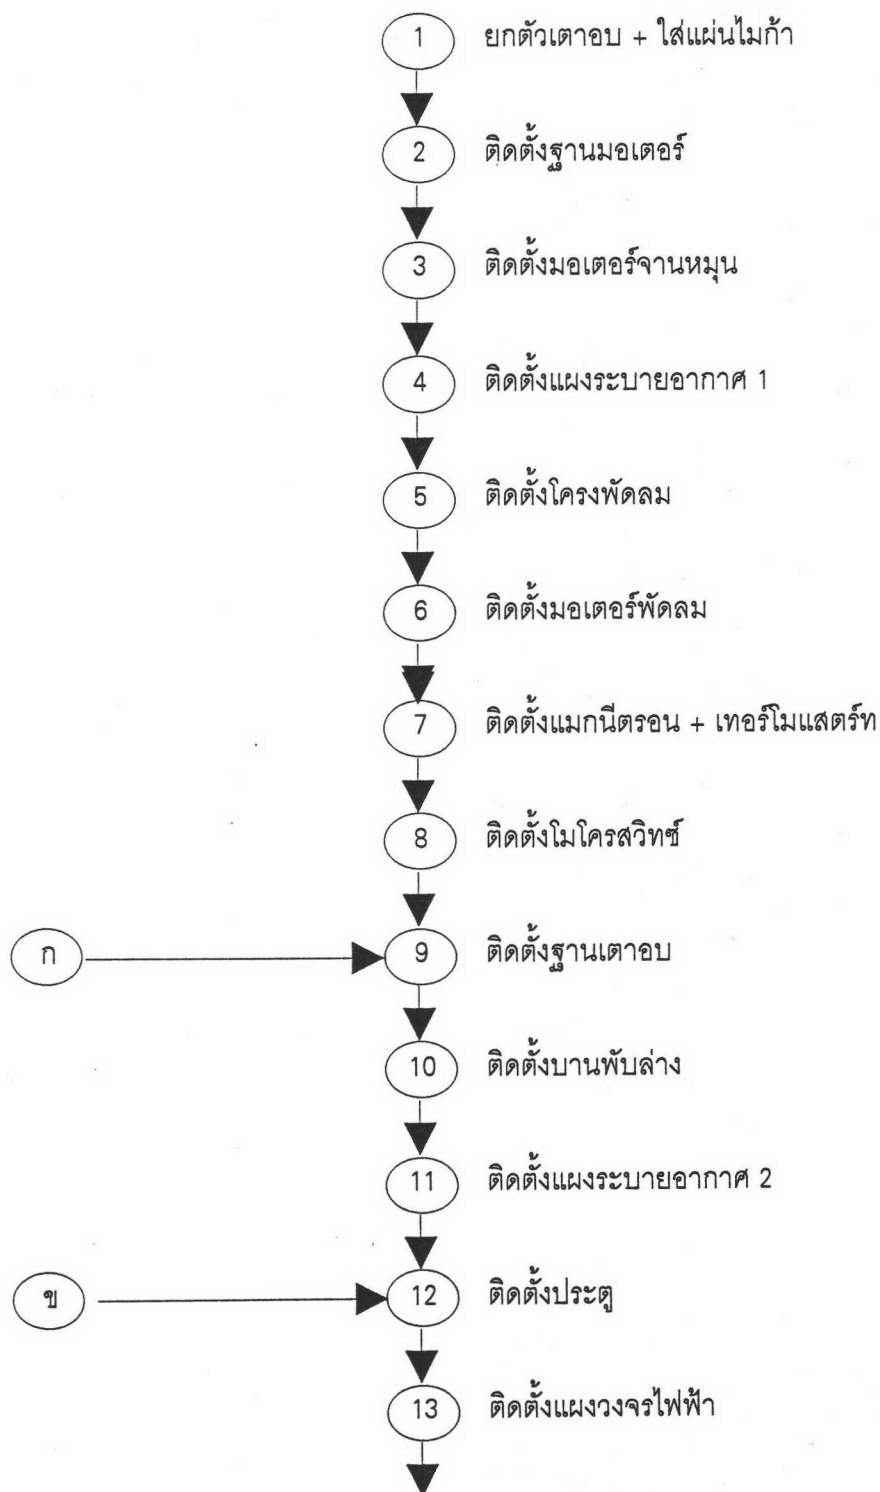 1 ยกตัวเตาอบ + ใส่แผ่นไมก้า
2 ติดตั้งฐานมอเตอร์
3 ติดตั้งมอเตอร์จานหมุน
4 ติดตั้งแผงระบายอากาศ 1
5 ติดตั้งโครงพัดลม
6 ติดตั้งมอเตอร์พัดลม
7 ติดตั้งแมกนีตรอน + เทอร์โมแสตร์ท
8 ติดตั้งโมโครสวิทซ์
ก 9 ติดตั้งฐานเตาอบ
10 ติดตั้งบานพับล่าง
11 ติดตั้งแผงระบายอากาศ 2
ข 12 ติดตั้งประตู
13 ติดตั้งแผงวงจรไฟฟ้า